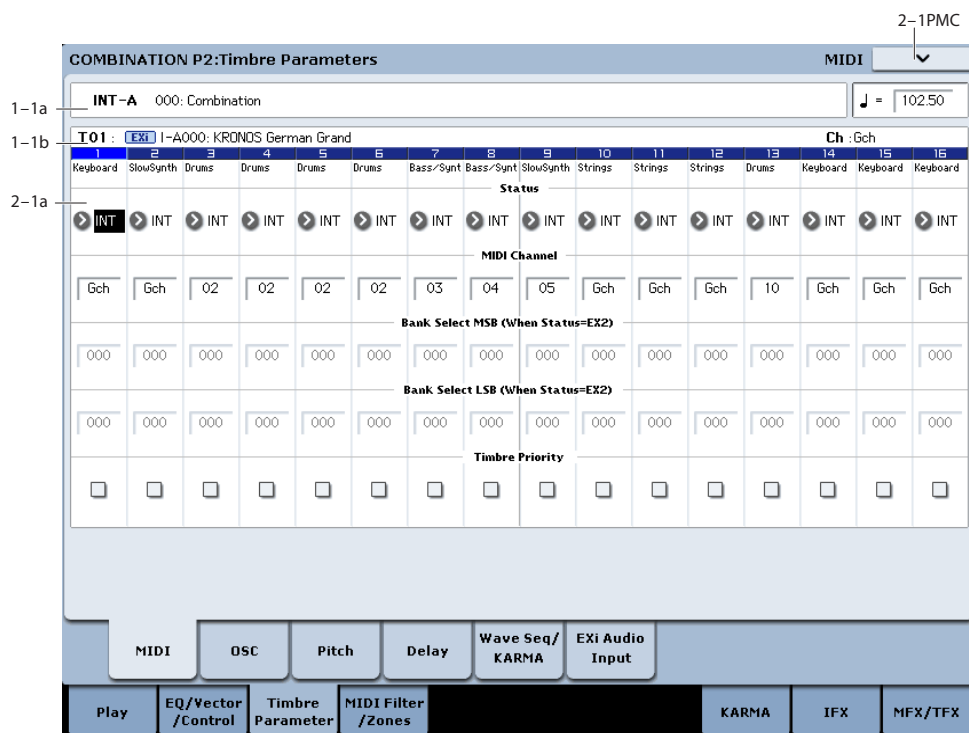 2-1PMC
COMBINATION P2:Timbre Parameters MIDI
1-1a INT-A 000: Combination ♩ = 102.50
1-1b T01 : EXi I-A000: KRONOS German Grand Ch :Gch
1 2 3 4 5 6 7 8 9 10 11 12 13 14 15 16
Keyboard SlowSynth Drums Drums Drums Drums Bass/Synt Bass/Synt SlowSynth Strings Strings Strings Drums Keyboard Keyboard Keyboard
Status
2-1a INT INT INT INT INT INT INT INT INT INT INT INT INT INT INT INT
MIDI Channel
Gch Gch 02 02 02 02 03 04 05 Gch Gch Gch 10 Gch Gch Gch
Bank Select MSB (When Status=EX2)
000 000 000 000 000 000 000 000 000 000 000 000 000 000 000 000
Bank Select LSB (When Status=EX2)
000 000 000 000 000 000 000 000 000 000 000 000 000 000 000 000
Timbre Priority
MIDI OSC Pitch Delay Wave Seq/ KARMA EXi Audio Input
Play EQ/Vector /Control Timbre Parameter MIDI Filter /Zones KARMA IFX MFX/TFX